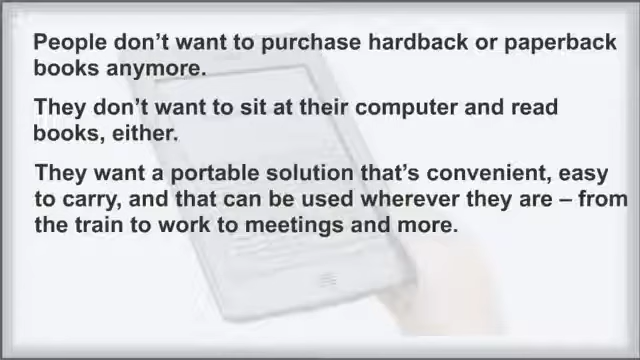 People don’t want to purchase hardback or paperback
books anymore.
They don’t want to sit at their computer and read
books, either.
They want a portable solution that’s convenient, easy
to carry, and that can be used wherever they are – from
the train to work to meetings and more.